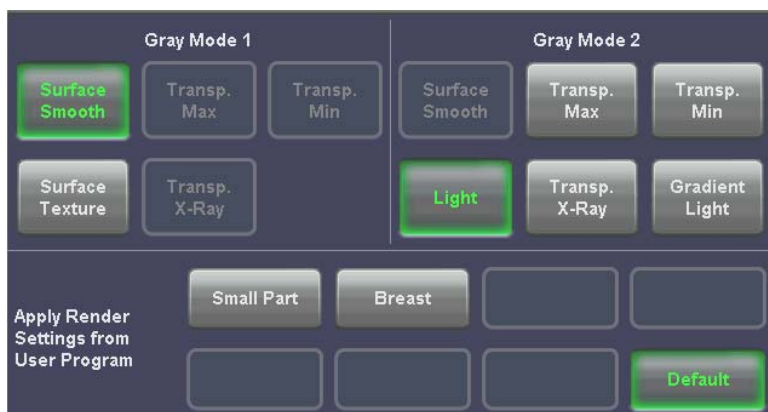 Gray Mode 1
Surface
Smooth
Transp.
Max
Transp.
Min
Surface
Texture
Transp.
X-Ray
Gray Mode 2
Surface
Smooth
Transp.
Max
Transp.
Min
Light
Transp.
X-Ray
Gradient
Light
Apply Render
Settings from
User Program
Small Part
Breast
Default